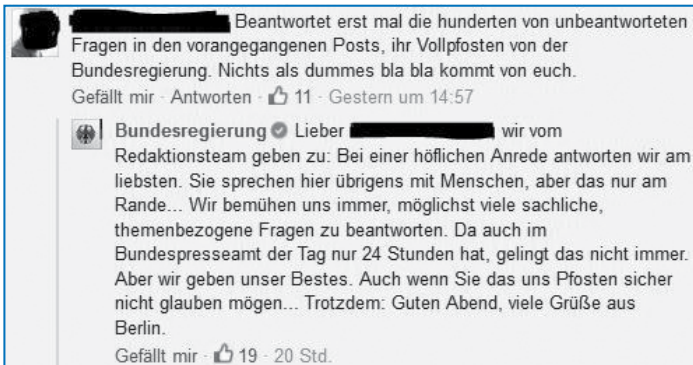 Beantwortet erst mal die hunderten von unbeantworteten
Fragen in den vorangegangenen Posts, ihr Vollpfosten von der
Bundesregierung. Nichts als dummes bla bla kommt von euch.
Gefällt mir · Antworten · 11 · Gestern um 14:57
Bundesregierung Lieber wir vom
Redaktionsteam geben zu: Bei einer höflichen Anrede antworten wir am
liebsten. Sie sprechen hier übrigens mit Menschen, aber das nur am
Rande... Wir bemühen uns immer, möglichst viele sachliche,
themenbezogene Fragen zu beantworten. Da auch im
Bundespresseamt der Tag nur 24 Stunden hat, gelingt das nicht immer.
Aber wir geben unser Bestes. Auch wenn Sie das uns Pfosten sicher
nicht glauben mögen... Trotzdem: Guten Abend, viele Grüße aus
Berlin.
Gefällt mir · 19 · 20 Std.